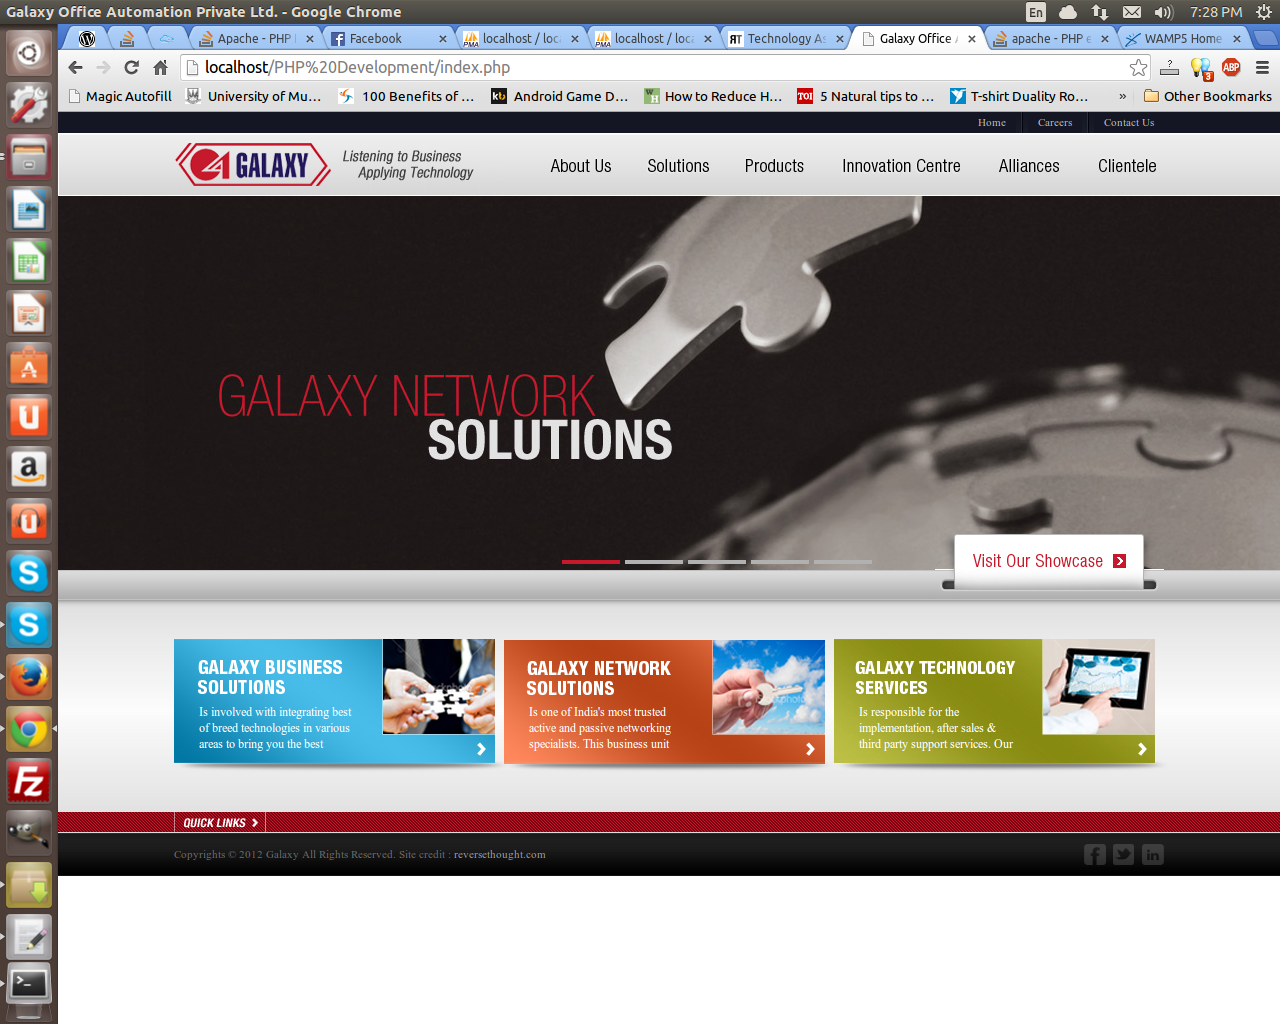 Galaxy Office Automation Private Ltd. - Google Chrome
En
7:28 PM
Apache - PHP
Facebook
localhost / loca
localhost / loca
Technology As
Galaxy Office A
apache - PHP e
WAMP5 Home
localhost/PHP%20Development/index.php
?
3
ABP
Magic Autofill
University of Mu...
100 Benefits of ...
Android Game D...
How to Reduce H...
5 Natural tips to ...
T-shirt Duality Ro...
»
Other Bookmarks
Home
Careers
Contact Us
GALAXY
Listening to Business
Applying Technology
About Us
Solutions
Products
Innovation Centre
Alliances
Clientele
GALAXY NETWORK
SOLUTIONS
Visit Our Showcase
GALAXY BUSINESS
SOLUTIONS
Is involved with integrating best
of breed technologies in various
areas to bring you the best
GALAXY NETWORK
SOLUTIONS
Is one of India's most trusted
active and passive networking
specialists. This business unit
GALAXY TECHNOLOGY
SERVICES
Is responsible for the
implementation, after sales &
third party support services. Our
QUICK LINKS
Copyrights © 2012 Galaxy All Rights Reserved. Site credit : reversethought.com